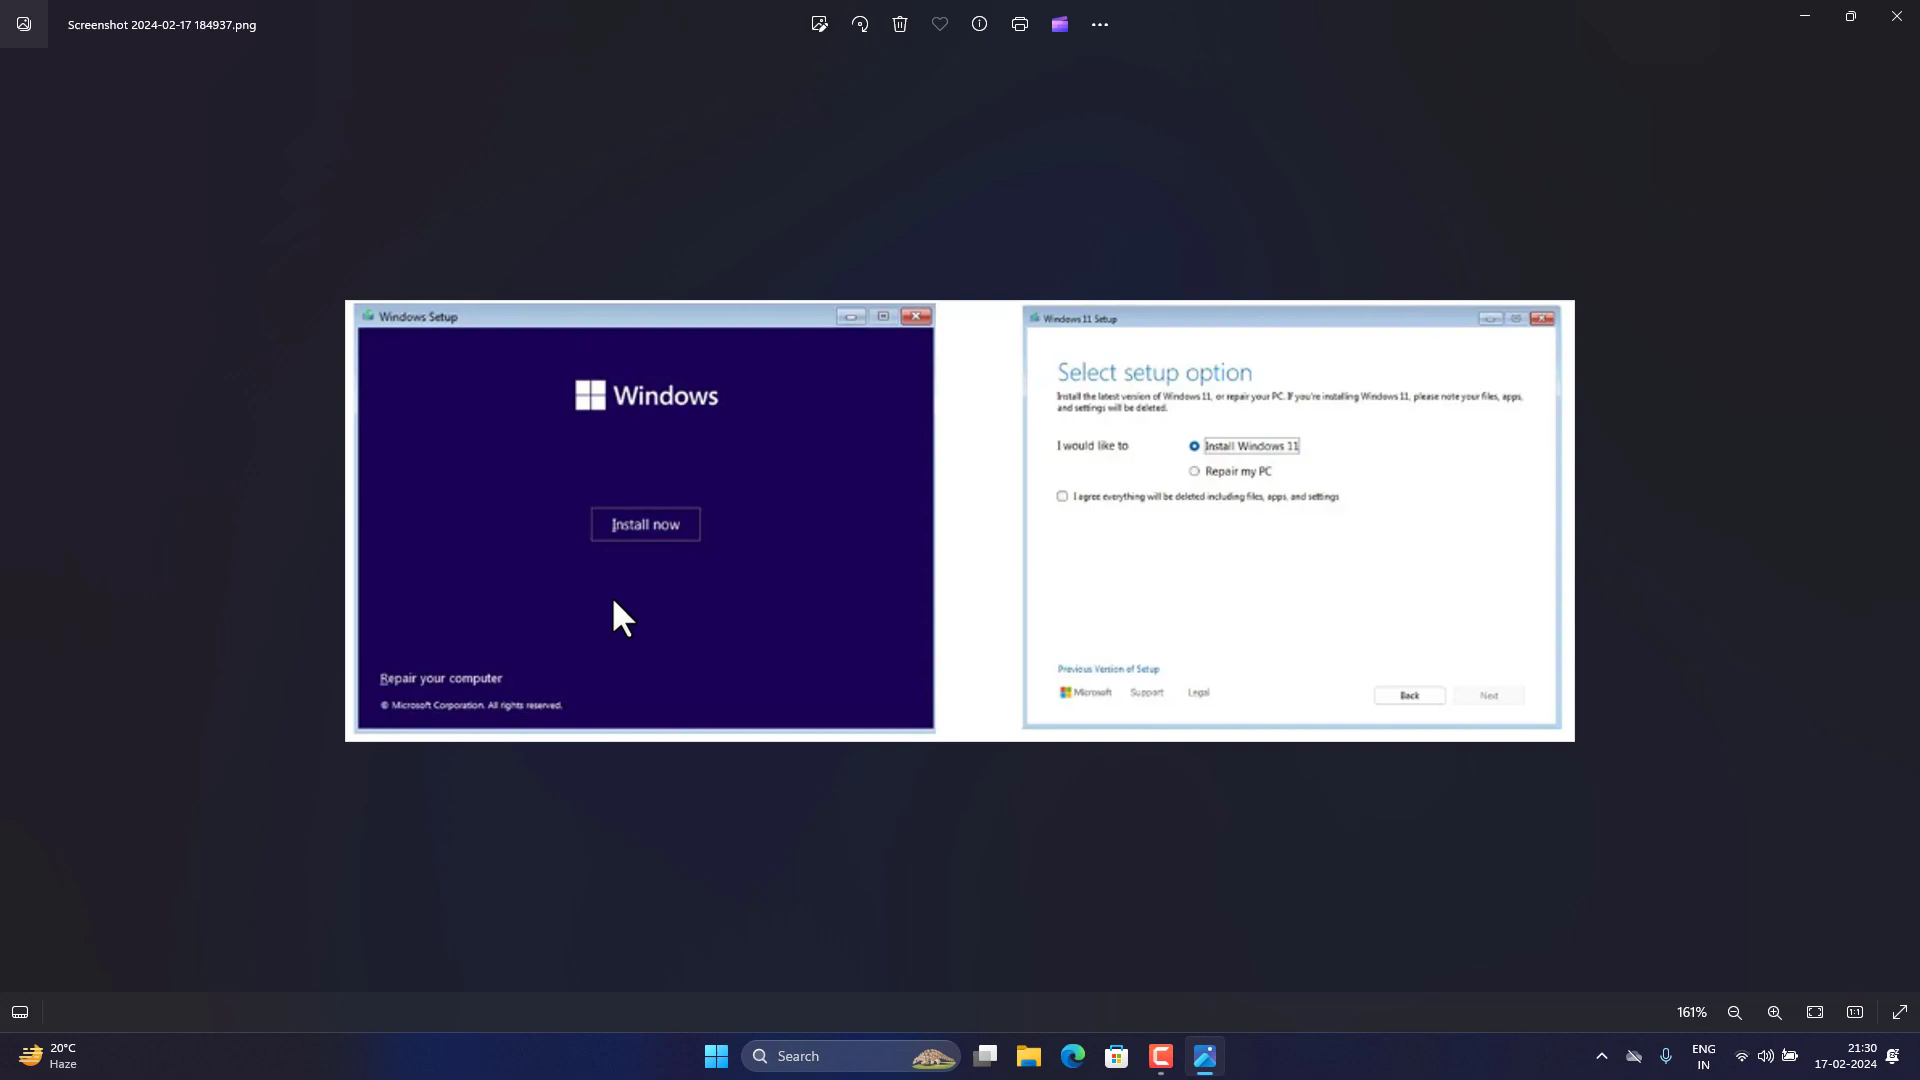 Screenshot 2024-02-17 184937.png
Windows Setup
Windows
Install now
Repair your computer
© Microsoft Corporation. All rights reserved.
Windows 11 Setup
Select setup option
Install the latest version of Windows 11, or repair your PC. If you're installing Windows 11, please note your files, apps,
and settings will be deleted.
I would like to
Install Windows 11
Repair my PC
I agree everything will be deleted including files, apps, and settings
Previous Version of Setup
Microsoft Support Legal
Back Next
161%
1:1
20°C
Haze
Search
ENG
IN
21:30
17-02-2024